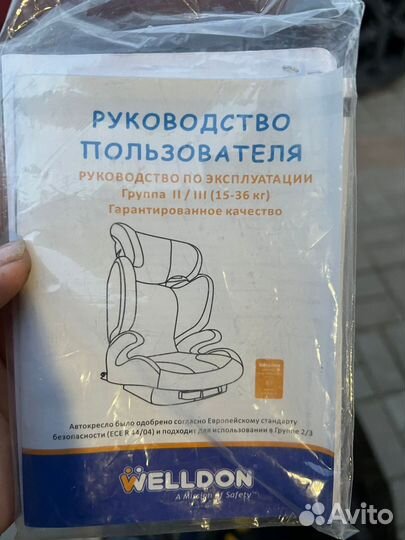 РУКОВОДСТВО
ПОЛЬЗОВАТЕЛЯ
РУКОВОДСТВО ПО ЭКСПЛУАТАЦИИ
Группа II / III (15-36 кг)
Гарантированное качество
Автокресло было одобрено согласно Европейскому стандарту
безопасности (ECE R 44/04) и подходит для использования в Группе 2/3
WELLDON
A Mission of Safety
Avito